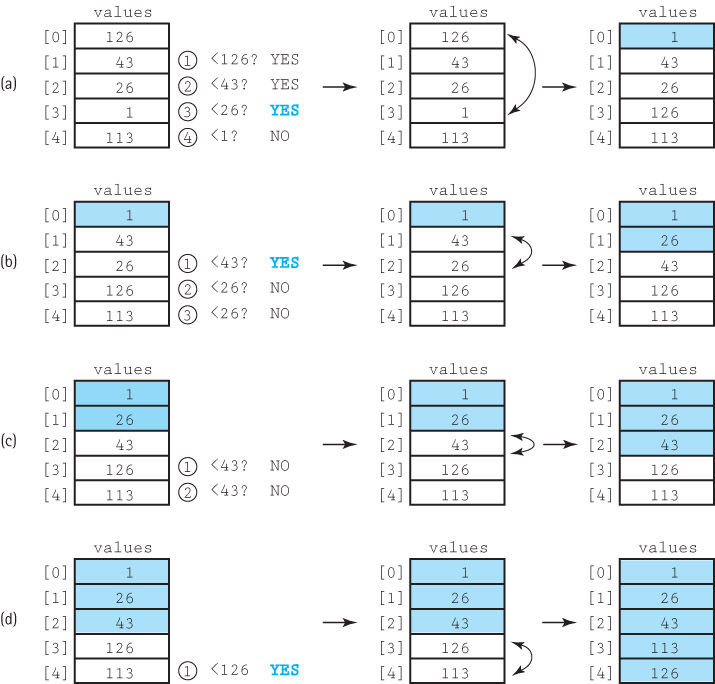 values values values
[0] 126 [0] 126 [0] 1
[1] 43 ① <126? YES [1] 43 [1] 43
(a) [2] 26 ② <43? YES [2] 26 [2] 26
[3] 1 ③ <26? YES [3] 1 [3] 126
[4] 113 ④ <1? NO [4] 113 [4] 113
values values values
[0] 1 [0] 1 [0] 1
[1] 43 [1] 43 [1] 26
(b) [2] 26 ① <43? YES [2] 26 [2] 43
[3] 126 ② <26? NO [3] 126 [3] 126
[4] 113 ③ <26? NO [4] 113 [4] 113
values values values
[0] 1 [0] 1 [0] 1
[1] 26 [1] 26 [1] 26
(c) [2] 43 [2] 43 [2] 43
[3] 126 ① <43? NO [3] 126 [3] 126
[4] 113 ② <43? NO [4] 113 [4] 113
values values values
[0] 1 [0] 1 [0] 1
[1] 26 [1] 26 [1] 26
(d) [2] 43 [2] 43 [2] 43
[3] 126 [3] 126 [3] 113
[4] 113 ① <126 YES [4] 113 [4] 126